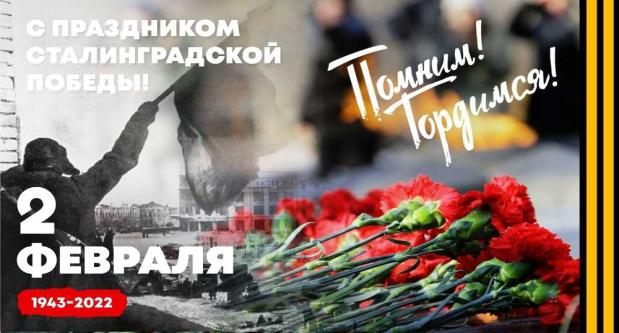 С ПРАЗДНИКОМ
СТАЛИНГРАДСКОЙ
ПОБЕДЫ!
Помним!
Гордимся!
2
ФЕВРАЛЯ
1943-2022